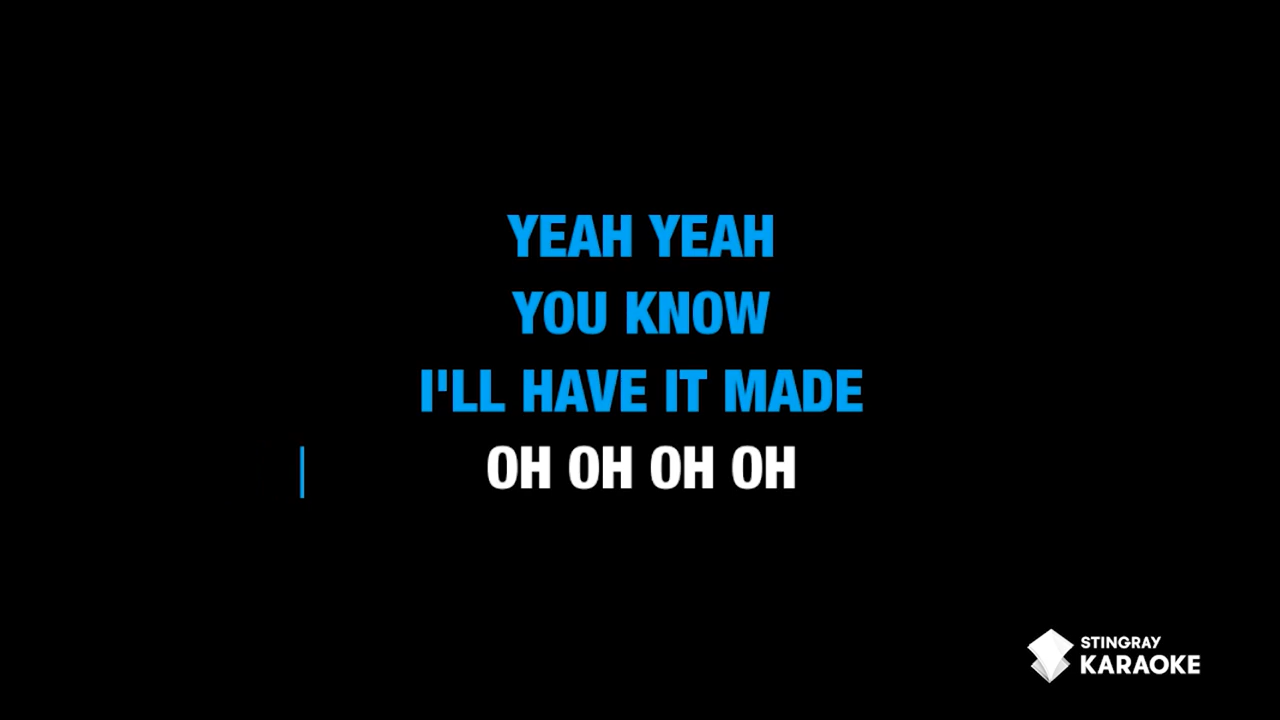 YEAH YEAH
YOU KNOW
I'LL HAVE IT MADE
OH OH OH OH
STINGRAY
KARAOKE